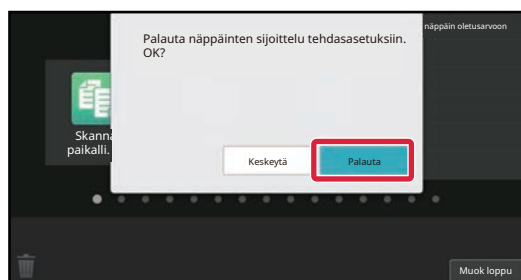 näppäin oletusarvoon
Palauta näppäinten sijoittelu tehdasasetuksiin.
OK?
Skanna
paikalli.
Keskeytä
Palauta
Muok loppu